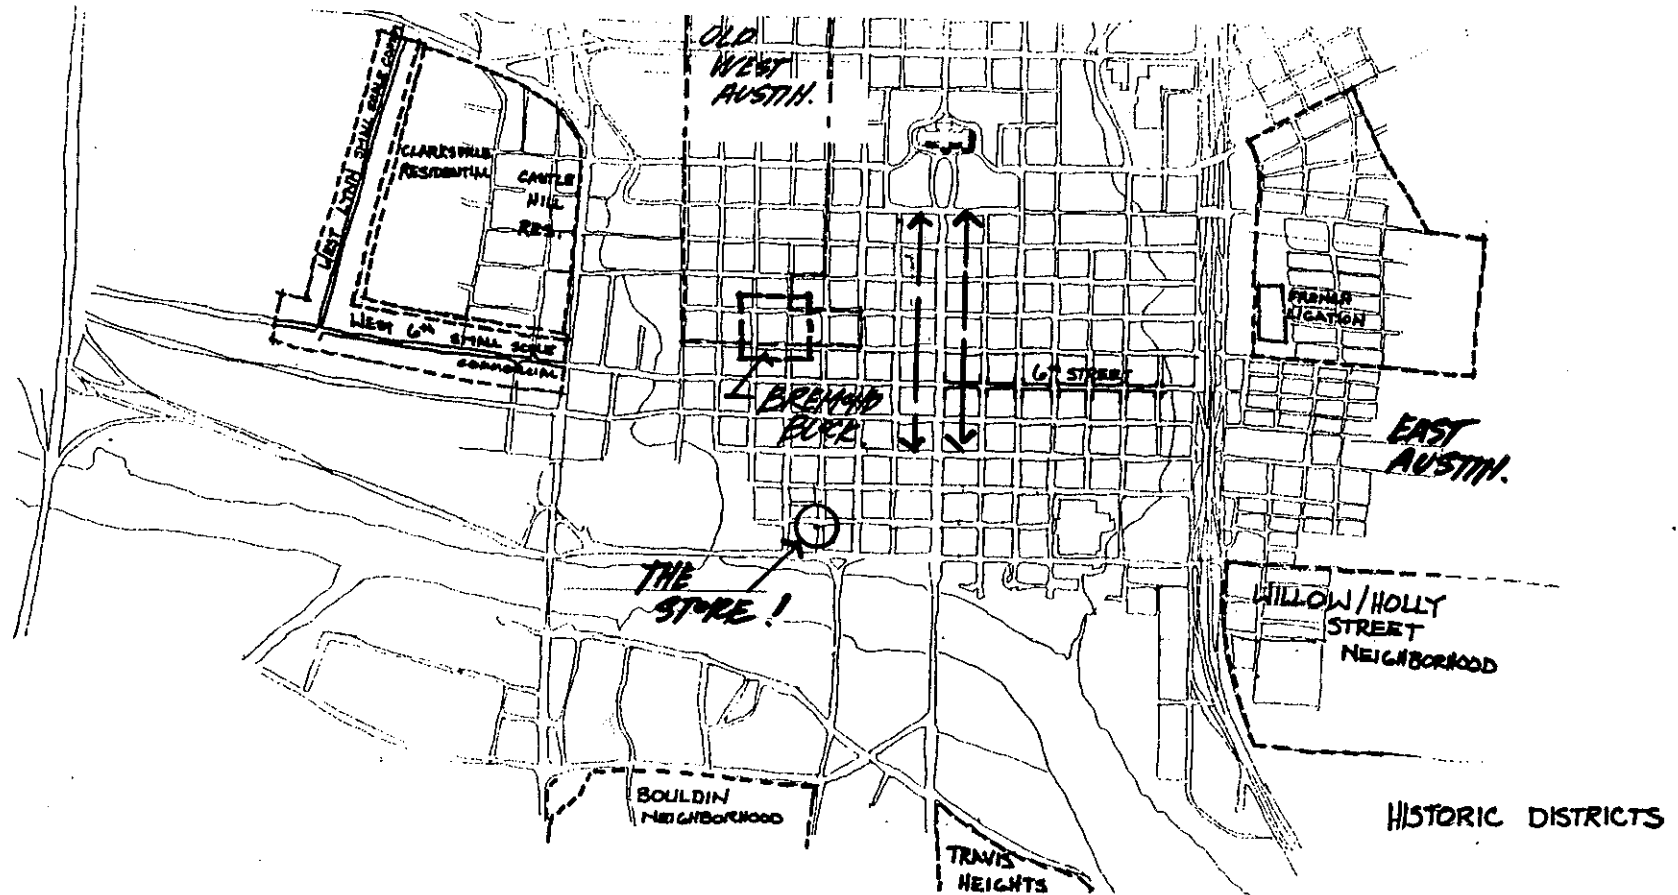 OLD
WEST
AUSTIN.
WEST LYNN SMALL SCALE COMM.
CLARKSVILLE
RESIDENTIAL
CASTLE
HILL
RES.
WEST 6th
SMALL SCALE
COMMERCIAL
BREMOND
BLOCK
6th STREET
FRENCH
LIGATION
EAST
AUSTIN.
THE
STORE!
WILLOW/HOLLY
STREET
NEIGHBORHOOD
BOULDIN
NEIGHBORHOOD
TRAVIS
HEIGHTS
HISTORIC DISTRICTS